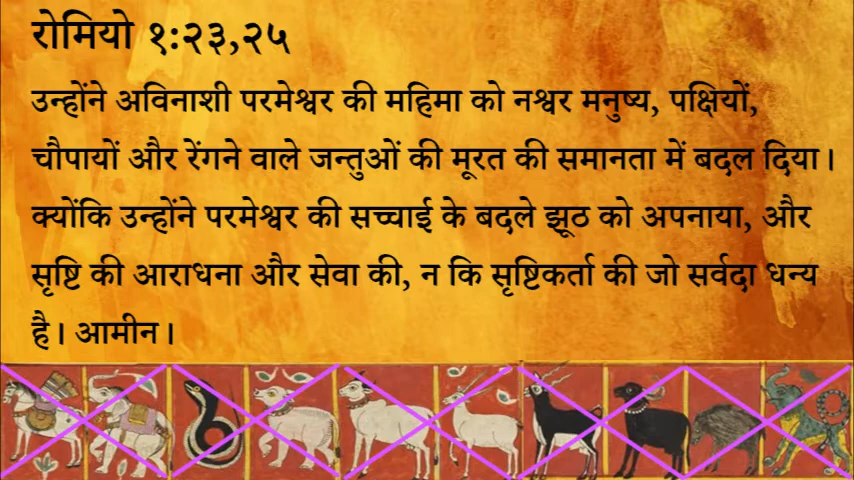 रोमियो १:२३,२५
उन्होंने अविनाशी परमेश्वर की महिमा को नश्वर मनुष्य, पक्षियों,
चौपायों और रेंगने वाले जन्तुओं की मूरत की समानता में बदल दिया।
क्योंकि उन्होंने परमेश्वर की सच्चाई के बदले झूठ को अपनाया, और
सृष्टि की आराधना और सेवा की, न कि सृष्टिकर्ता की जो सर्वदा धन्य
है। आमीन।